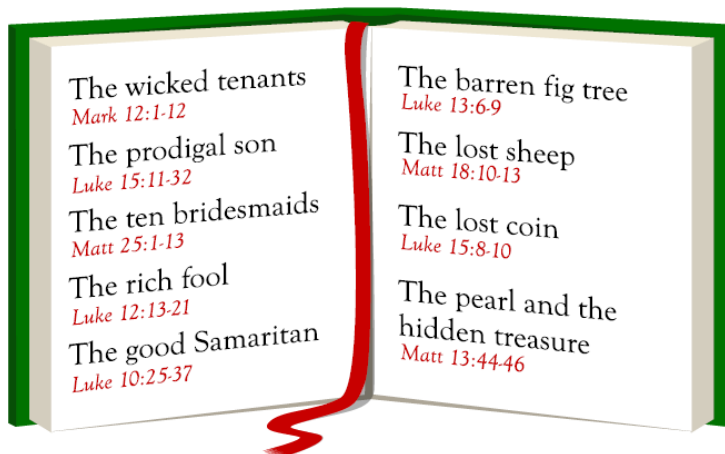 The wicked tenants
Mark 12:1-12
The prodigal son
Luke 15:11-32
The ten bridesmaids
Matt 25:1-13
The rich fool
Luke 12:13-21
The good Samaritan
Luke 10:25-37
The barren fig tree
Luke 13:6-9
The lost sheep
Matt 18:10-13
The lost coin
Luke 15:8-10
The pearl and the
hidden treasure
Matt 13:44-46